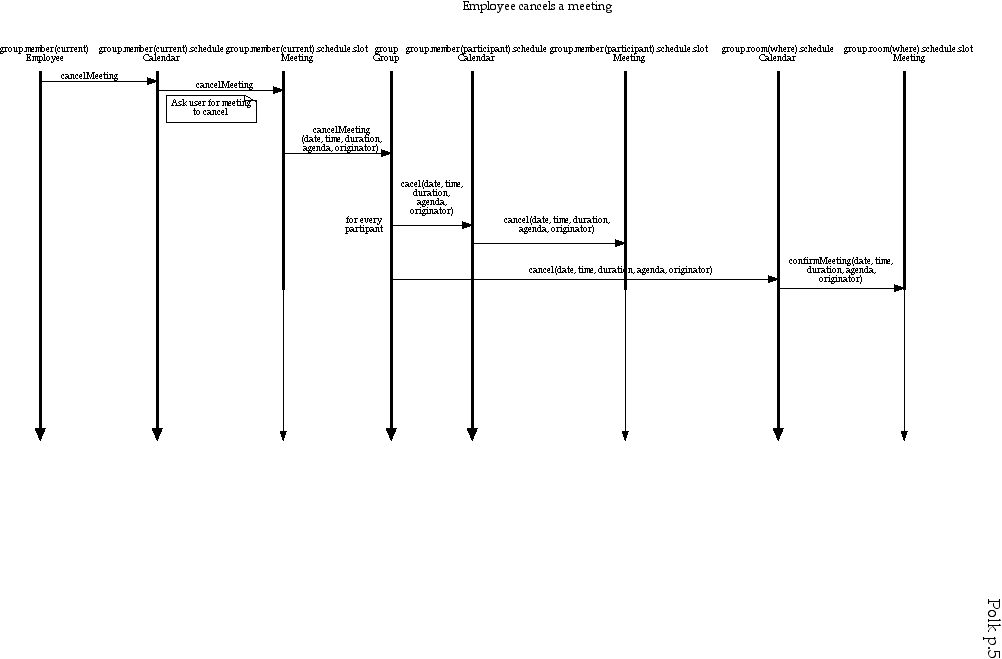 Employee cancels a meeting
group.member(current) group.member(current).schedule group.member(current).schedule.slot group group.member(participant).schedule group.member(participant).schedule.slot group.room(where).schedule group.room(where).schedule.slot
Employee Calendar Meeting Group Calendar Meeting Calendar Meeting
cancelMeeting
cancelMeeting
Ask user for meeting
to cancel
cancelMeeting
(date, time, duration,
agenda, originator)
cacel(date, time,
duration,
agenda,
originator)
for every
partipant
cancel(date, time, duration,
agenda, originator)
cancel(date, time, duration, agenda, originator)
confirmMeeting(date, time,
duration, agenda,
originator)
Polk p.5